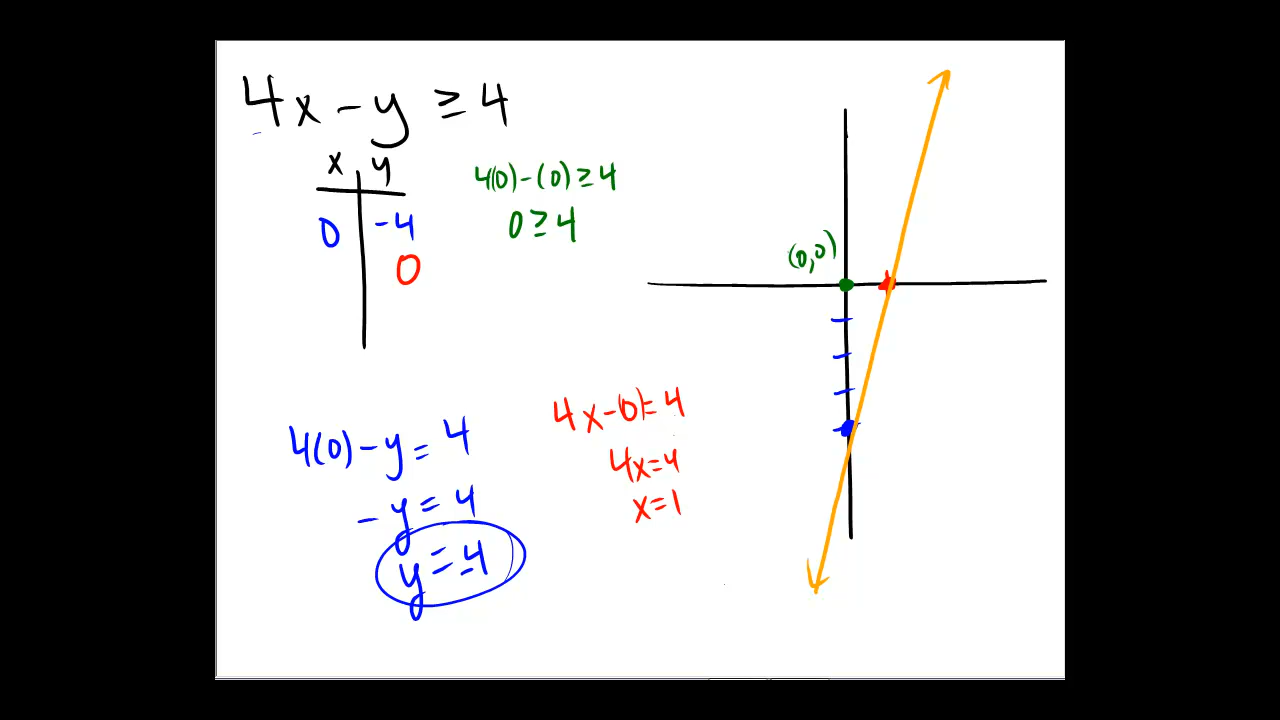 4x - y ≥ 4
x y
0 -4
0
4(0) - (0) ≥ 4
0 ≥ 4
4(0) - y = 4
- y = 4
y = -4
4x - (0) = 4
4x = 4
x = 1
(0,0)